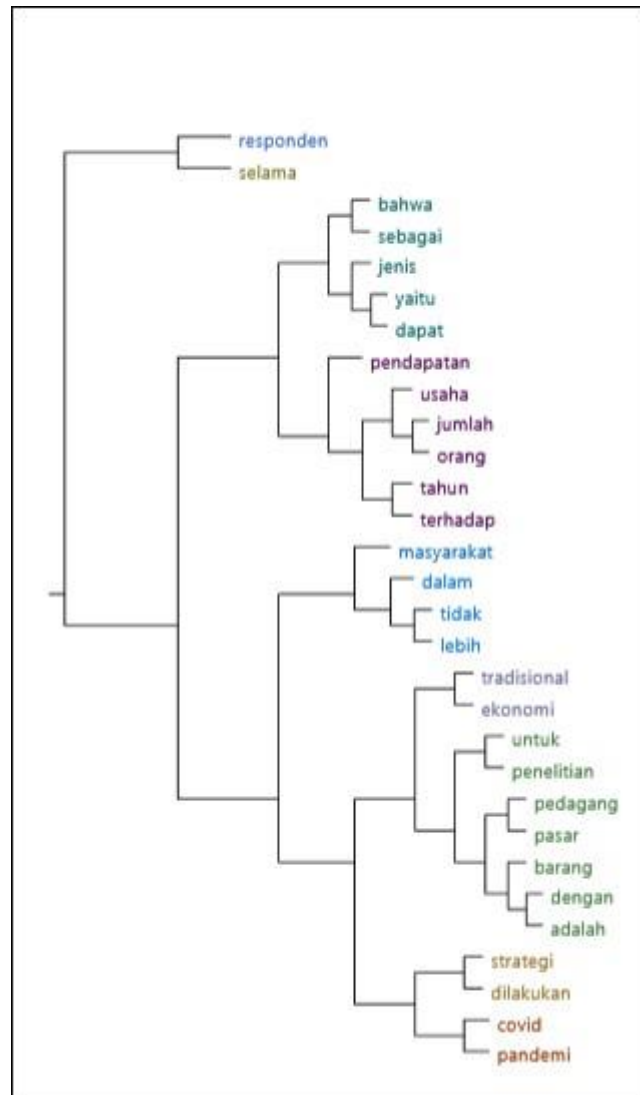 responden
selama
bahwa
sebagai
jenis
yaitu
dapat
pendapatan
usaha
jumlah
orang
tahun
terhadap
masyarakat
dalam
tidak
lebih
tradisional
ekonomi
untuk
penelitian
pedagang
pasar
barang
dengan
adalah
strategi
dilakukan
covid
pandemi